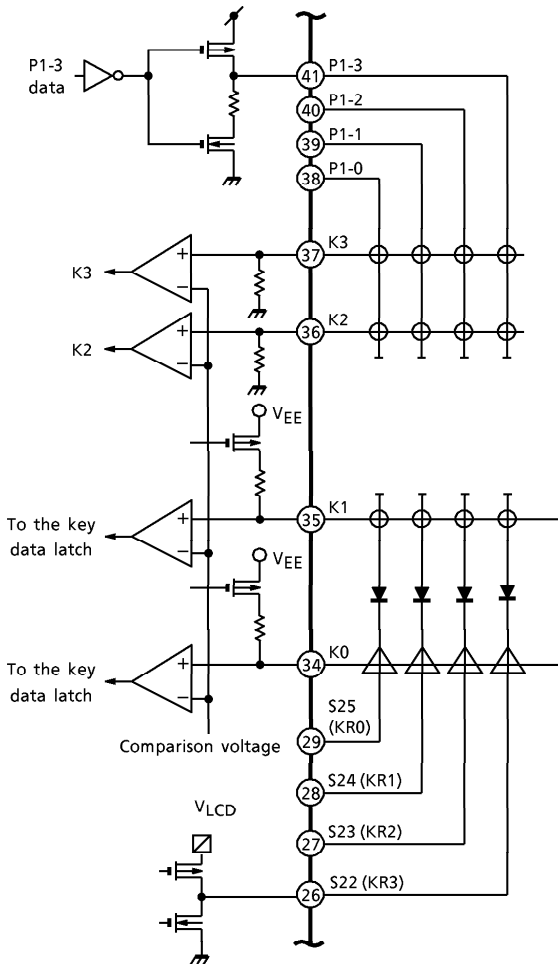 P1-3
data
41 P1-3
40 P1-2
39 P1-1
38 P1-0
K3
+
−
37 K3
K2
+
−
36 K2
VEE
To the key
data latch
+
−
35 K1
VEE
To the key
data latch
+
−
34 K0
Comparison voltage
29 S25
(KR0)
28 S24 (KR1)
27 S23 (KR2)
VLCD
26 S22 (KR3)